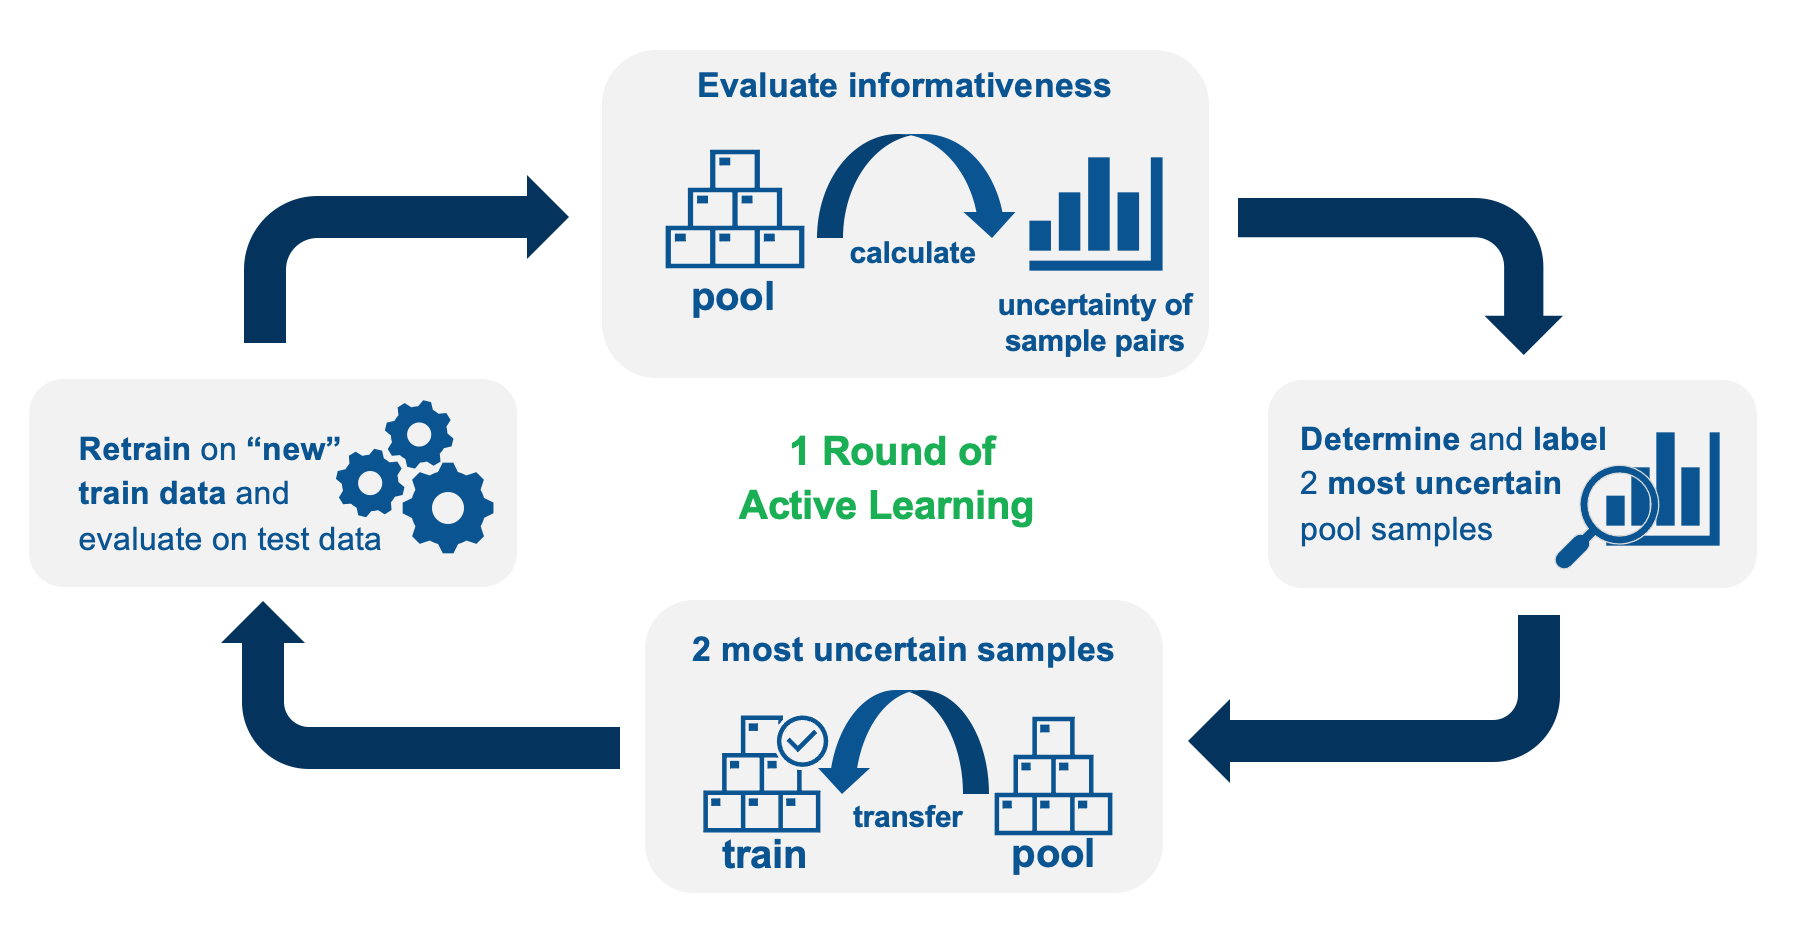 Evaluate informativeness
calculate
pool
uncertainty of
sample pairs
Determine and label
2 most uncertain
pool samples
2 most uncertain samples
transfer
train
pool
Retrain on “new”
train data and
evaluate on test data
1 Round of
Active Learning